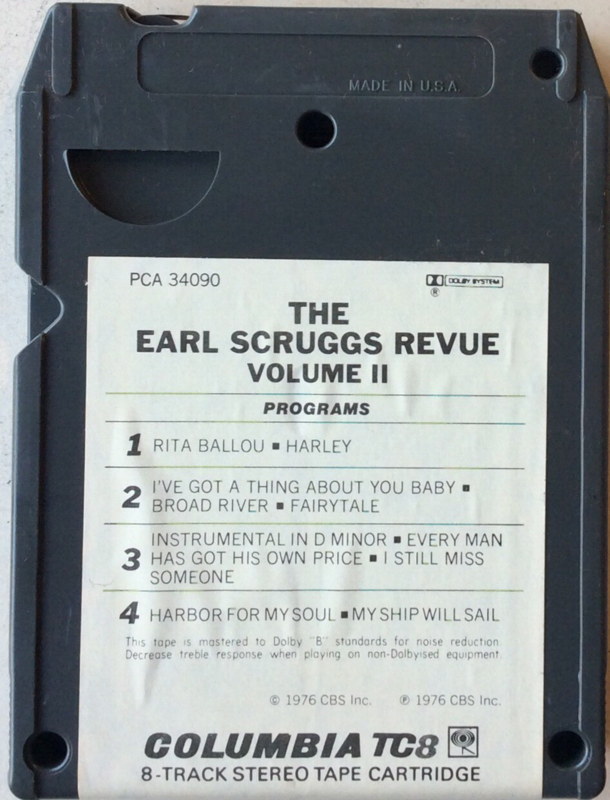 MADE IN U.S.A.
PCA 34090
DOLBY SYSTEM
®
THE
EARL SCRUGGS REVUE
VOLUME II
PROGRAMS
1 RITA BALLOU ▪ HARLEY
2 I'VE GOT A THING ABOUT YOU BABY ▪
BROAD RIVER ▪ FAIRYTALE
3 INSTRUMENTAL IN D MINOR ▪ EVERY MAN
HAS GOT HIS OWN PRICE ▪ I STILL MISS
SOMEONE
4 HARBOR FOR MY SOUL ▪ MY SHIP WILL SAIL
This tape is mastered to Dolby "B" standards for noise reduction.
Decrease treble response when playing on non-Dolbyised equipment.
© 1976 CBS Inc. ℗ 1976 CBS Inc.
COLUMBIA TC8
8-TRACK STEREO TAPE CARTRIDGE